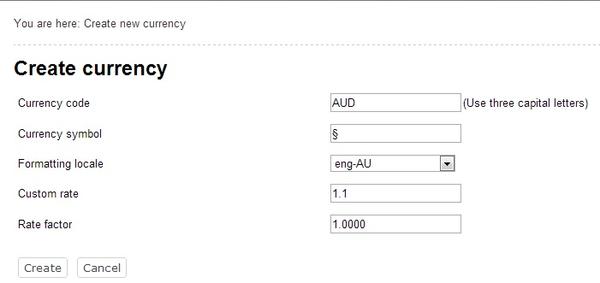 You are here: Create new currency
Create currency
Currency code AUD (Use three capital letters)
Currency symbol §
Formatting locale eng-AU
Custom rate 1.1
Rate factor 1.0000
Create Cancel